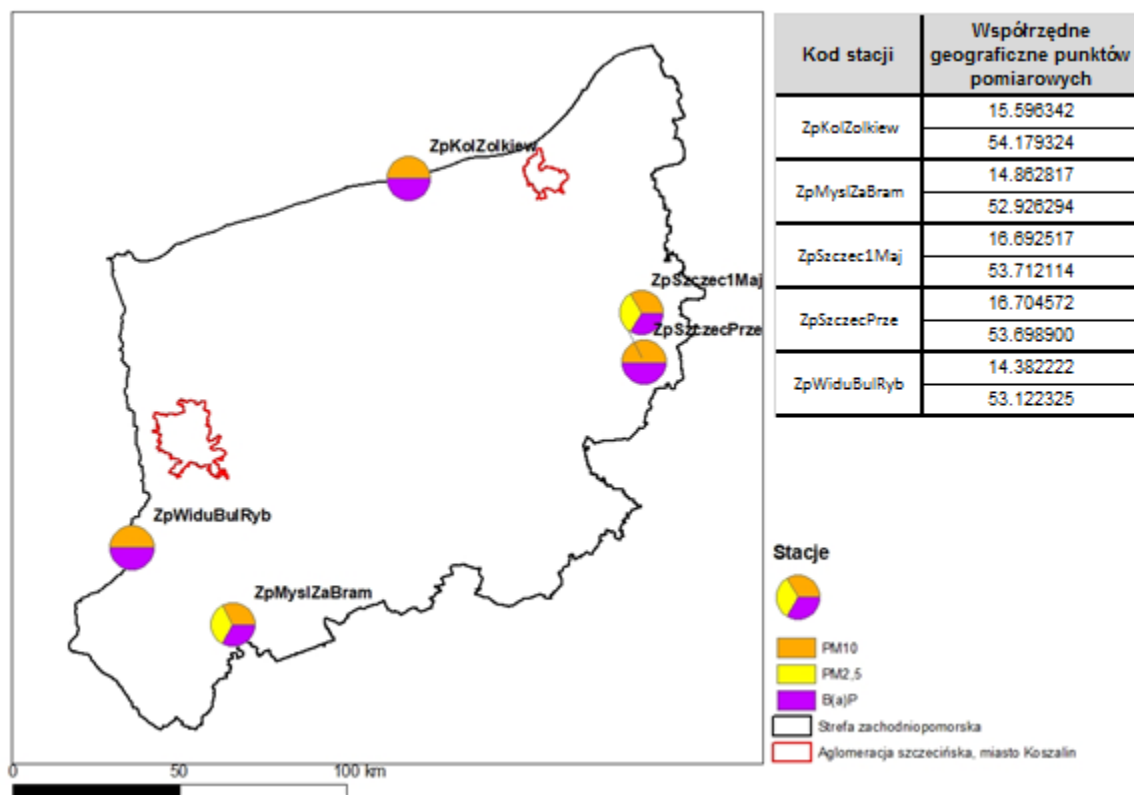 ZpKolZolkiew
ZpSzczec1Maj
ZpSzczecPrze
ZpWiduBulRyb
ZpMyslZaBram
0 50 100 km
Kod stacji
Współrzędne
geograficzne punktów
pomiarowych
ZpKolZolkiew
15.596342
54.179324
ZpMyslZaBram
14.862817
52.926294
ZpSzczec1Maj
16.692517
53.712114
ZpSzczecPrze
16.704572
53.698900
ZpWiduBulRyb
14.382222
53.122325
Stacje
PM10
PM2,5
B(a)P
Strefa zachodniopomorska
Aglomeracja szczecińska, miasto Koszalin